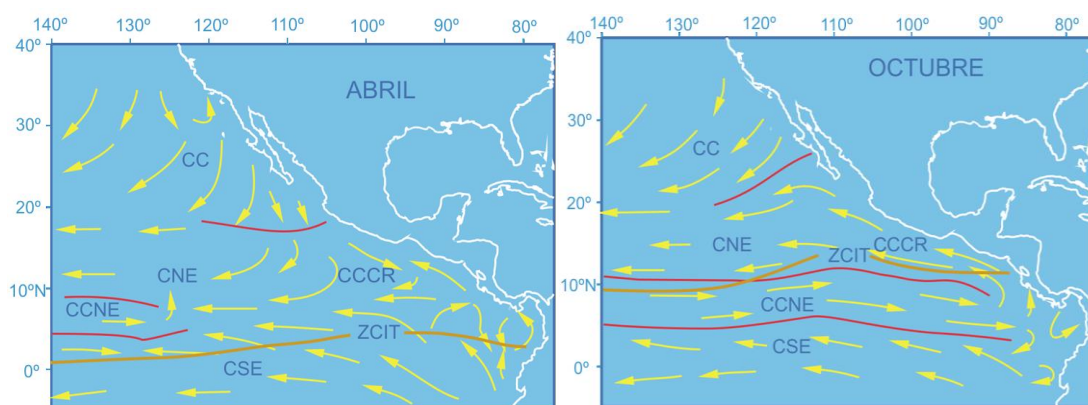 140º 130º 120º 110º 100º 90º 80º
40º
ABRIL
30º
CC
20º
CNE
CCCR
10ºN
CCNE
ZCIT
CSE
0º
140º 130º 120º 110º 100º 90º 80º
40º
OCTUBRE
30º
CC
20º
CNE
CCCR
ZCIT
10ºN
CCNE
CSE
0º